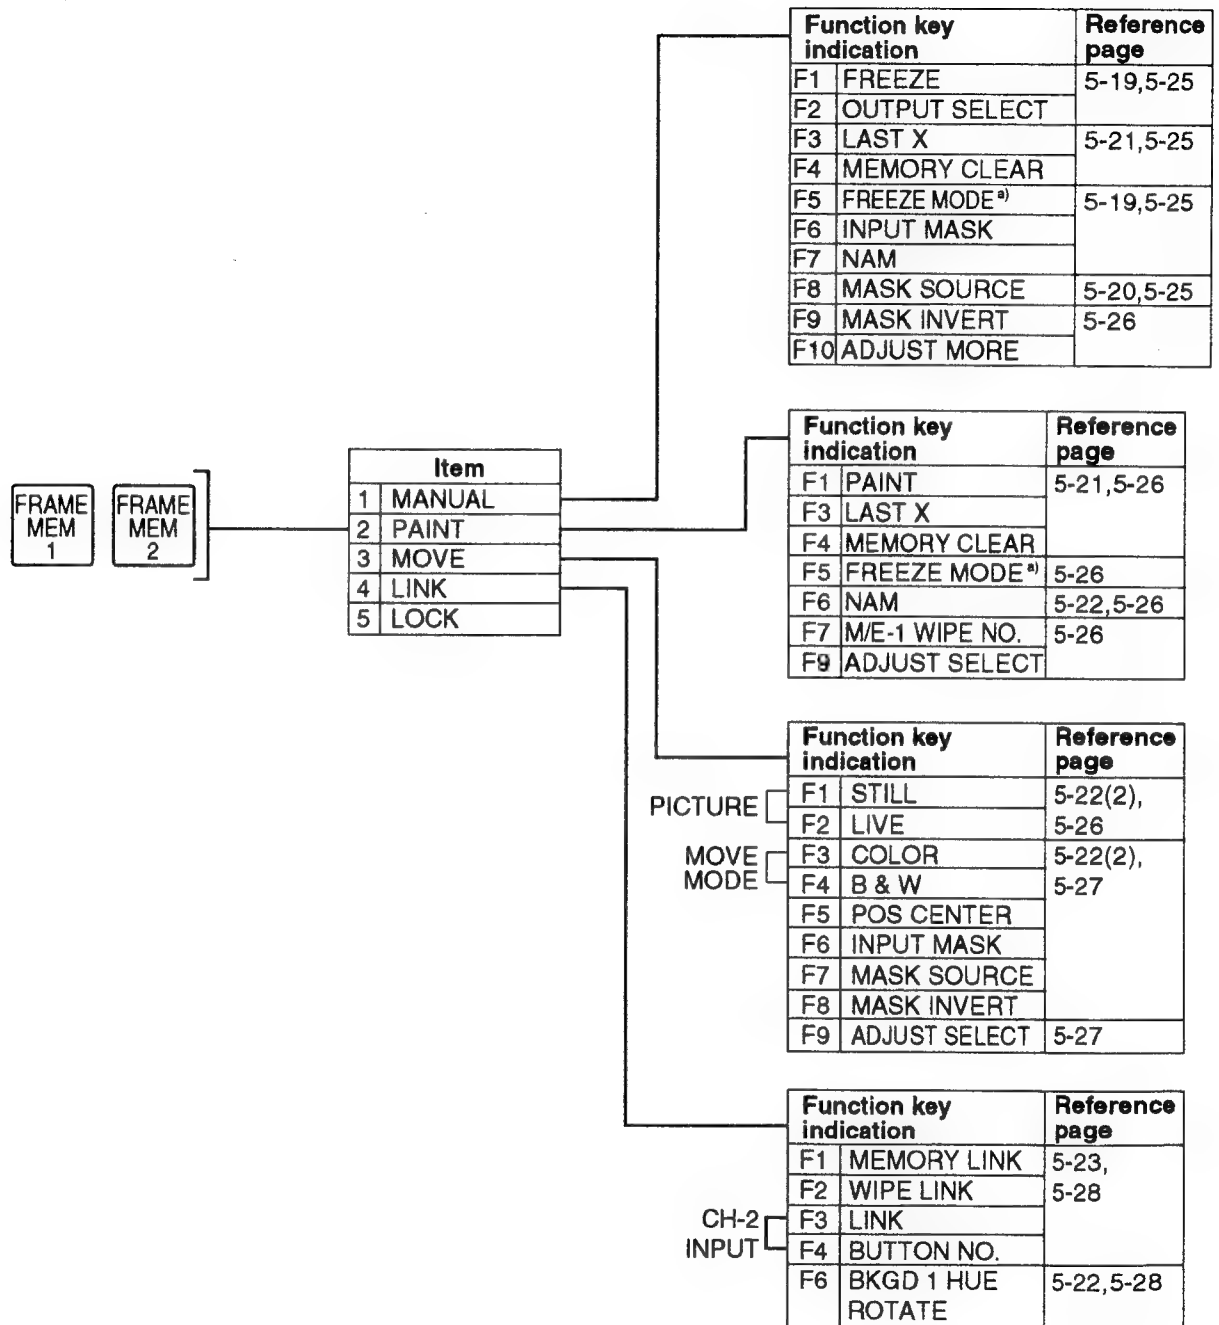 FRAME MEM 1
FRAME MEM 2
Item
1 MANUAL
2 PAINT
3 MOVE
4 LINK
5 LOCK
Function key indication Reference page
F1 FREEZE 5-19,5-25
F2 OUTPUT SELECT
F3 LAST X 5-21,5-25
F4 MEMORY CLEAR
F5 FREEZE MODE a) 5-19,5-25
F6 INPUT MASK
F7 NAM
F8 MASK SOURCE 5-20,5-25
F9 MASK INVERT 5-26
F10 ADJUST MORE
Function key indication Reference page
F1 PAINT 5-21,5-26
F3 LAST X
F4 MEMORY CLEAR
F5 FREEZE MODE a) 5-26
F6 NAM 5-22,5-26
F7 M/E-1 WIPE NO. 5-26
F9 ADJUST SELECT
Function key indication Reference page
PICTURE
F1 STILL 5-22(2),
F2 LIVE 5-26
MOVE MODE
F3 COLOR 5-22(2),
F4 B & W 5-27
F5 POS CENTER
F6 INPUT MASK
F7 MASK SOURCE
F8 MASK INVERT
F9 ADJUST SELECT 5-27
Function key indication Reference page
F1 MEMORY LINK 5-23,
F2 WIPE LINK 5-28
CH-2 INPUT
F3 LINK
F4 BUTTON NO.
F6 BKGD 1 HUE 5-22,5-28
ROTATE